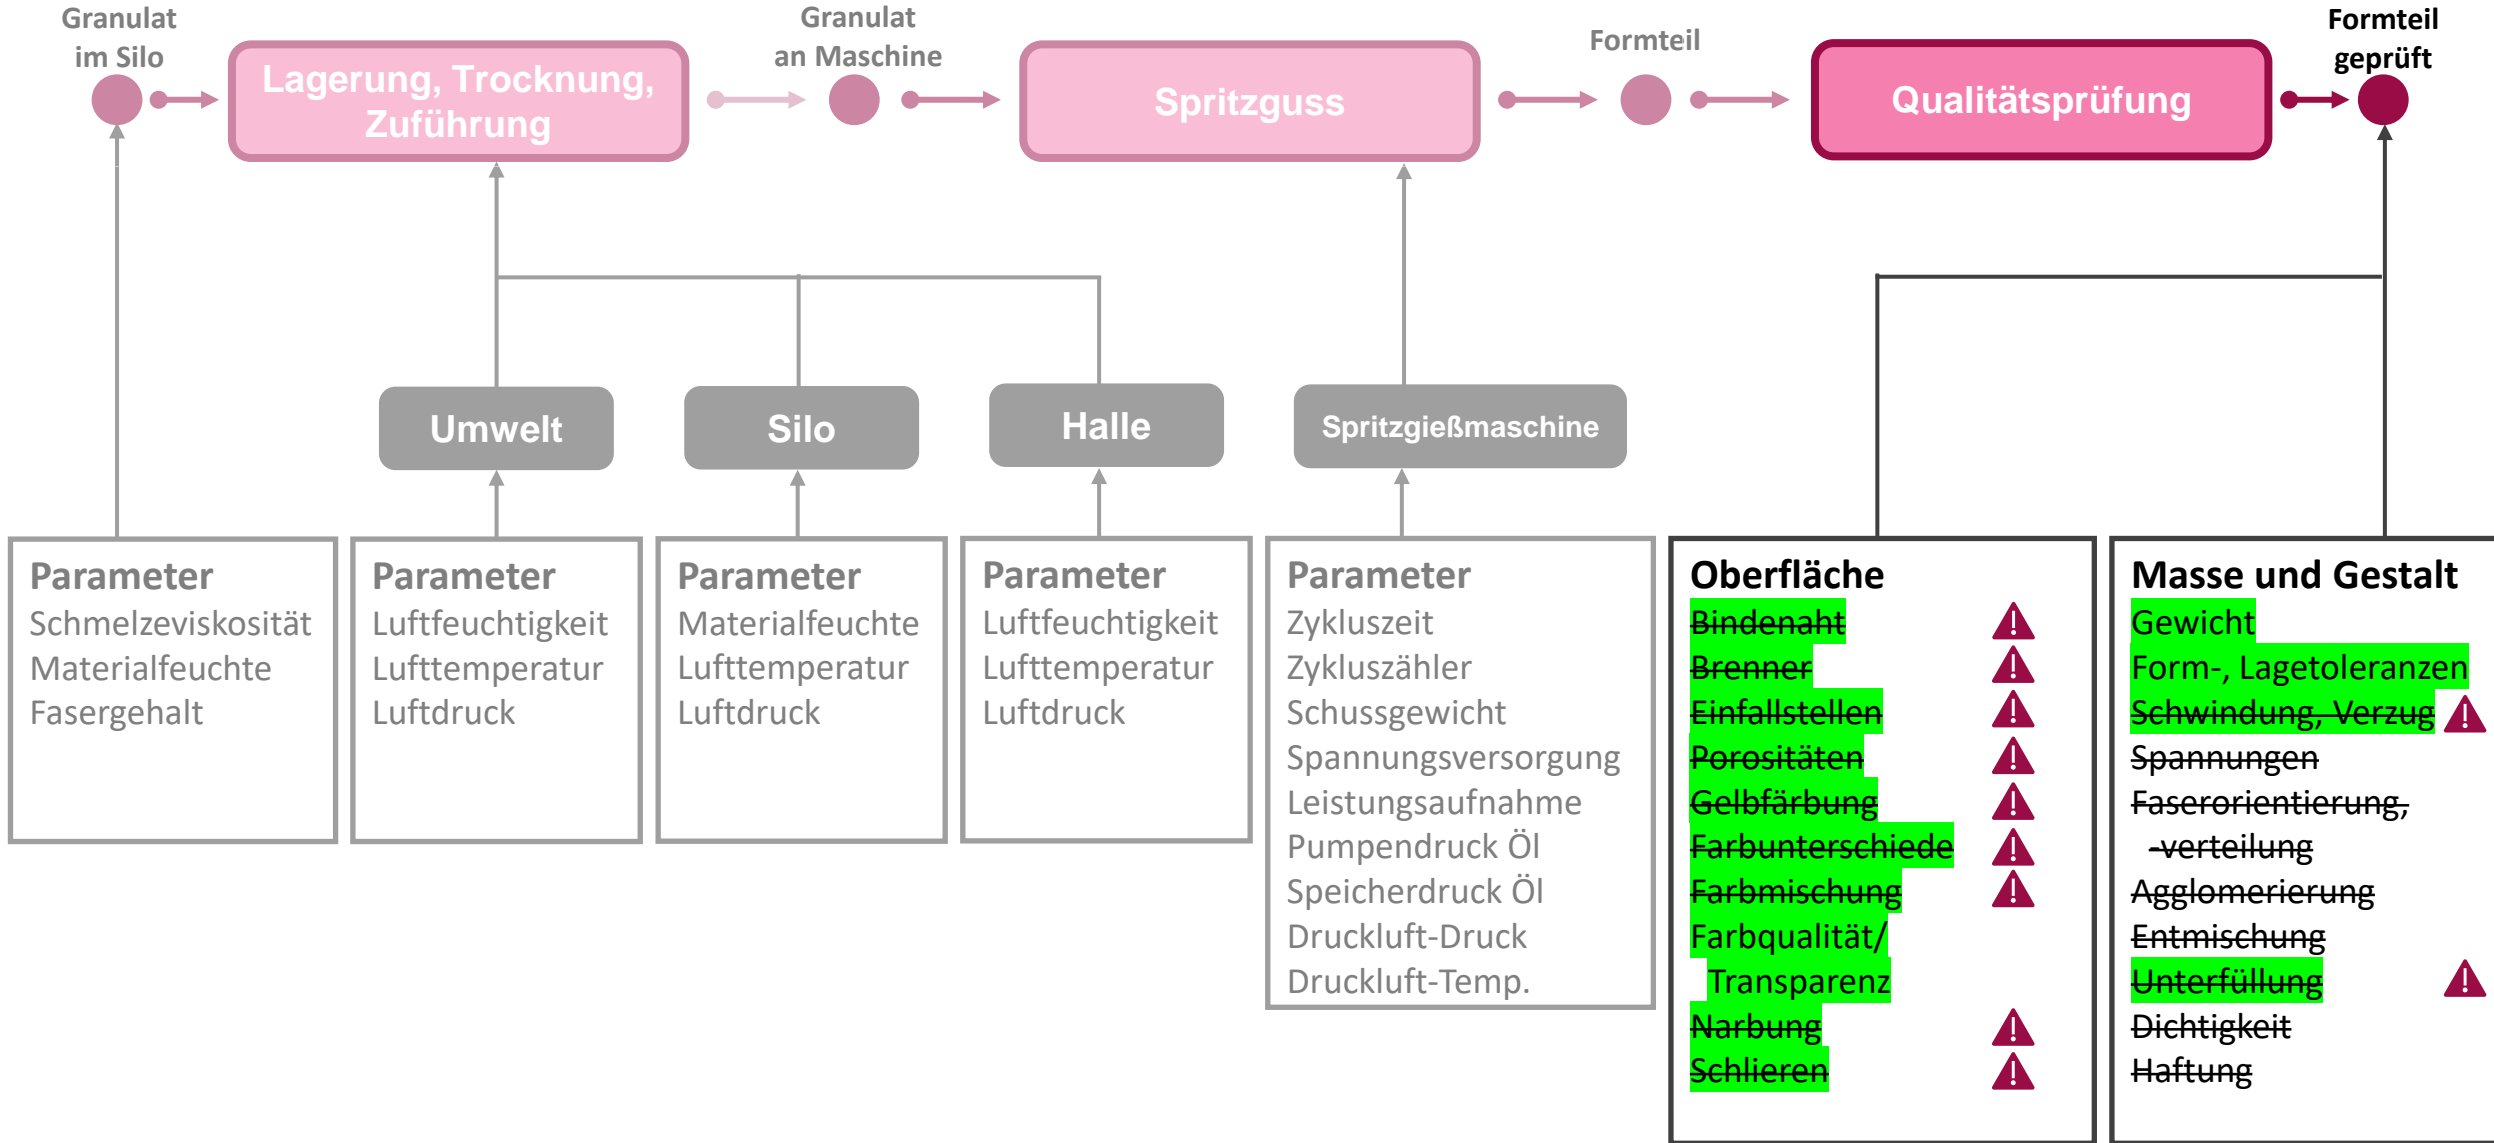 Granulat
im Silo
Lagerung, Trocknung,
Zuführung
Granulat
an Maschine
Spritzguss
Formteil
Qualitätsprüfung
Formteil
geprüft
Umwelt
Silo
Halle
Spritzgießmaschine
Parameter
Schmelzeviskosität
Materialfeuchte
Fasergehalt
Parameter
Luftfeuchtigkeit
Lufttemperatur
Luftdruck
Parameter
Materialfeuchte
Lufttemperatur
Luftdruck
Parameter
Luftfeuchtigkeit
Lufttemperatur
Luftdruck
Parameter
Zykluszeit
Zykluszähler
Schussgewicht
Spannungsversorgung
Leistungsaufnahme
Pumpendruck Öl
Speicherdruck Öl
Druckluft-Druck
Druckluft-Temp.
Oberfläche
Bindenaht
Brenner
Einfallstellen
Porositäten
Gelbfärbung
Farbunterschiede
Farbmischung
Farbqualität/
Transparenz
Narbung
Schlieren
Masse und Gestalt
Gewicht
Form-, Lagetoleranzen
Schwindung, Verzug
Spannungen
Faserorientierung,
-verteilung
Agglomerierung
Entmischung
Unterfüllung
Dichtigkeit
Haftung